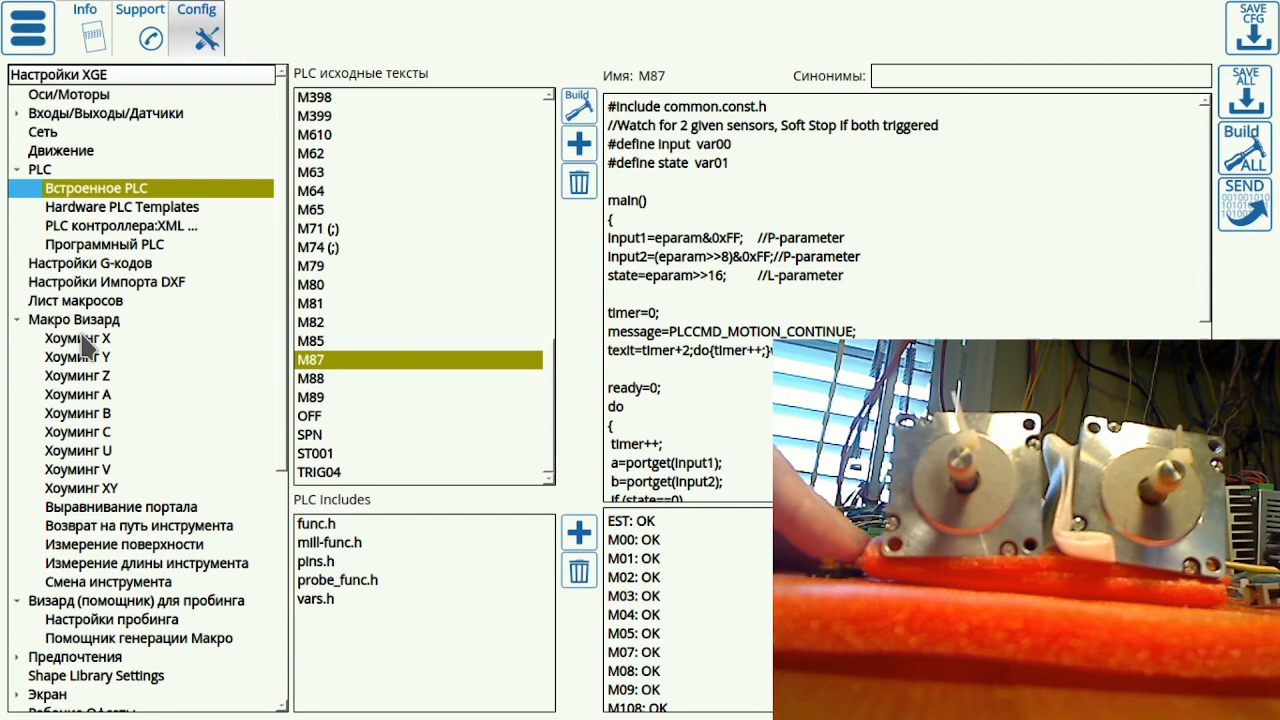 Info
Support
Config
SAVE CFG
Настройки XGE
Оси/Моторы
Входы/Выходы/Датчики
Сеть
Движение
PLC
Встроенное PLC
Hardware PLC Templates
PLC контроллера:XML ...
Программный PLC
Настройки G-кодов
Настройки Импорта DXF
Лист макросов
Макро Визард
Хоуминг X
Хоуминг Y
Хоуминг Z
Хоуминг A
Хоуминг B
Хоуминг C
Хоуминг U
Хоуминг V
Хоуминг XY
Выравнивание портала
Возврат на путь инструмента
Измерение поверхности
Измерение длины инструмента
Смена инструмента
Визард (помощник) для пробинга
Настройки пробинга
Помощник генерации Макро
Предпочтения
Shape Library Settings
Экран
PLC исходные тексты
M398
M399
M610
M62
M63
M64
M65
M71 (;)
M74 (;)
M79
M80
M81
M82
M85
M87
M88
M89
OFF
SPN
ST001
TRIG04
PLC Includes
func.h
mill-func.h
pins.h
probe_func.h
vars.h
Build
Имя: M87
Синонимы:
#include common.const.h
//Watch for 2 given sensors, Soft Stop if both triggered
#define input var00
#define state var01
main()
{
input1=eparam&0xFF; //P-parameter
input2=(eparam>>8)&0xFF;//P-parameter
state=eparam>>16; //L-parameter
timer=0;
message=PLCCMD_MOTION_CONTINUE;
texit=timer+2;do{timer++;}
ready=0;
do
{
timer++;
a=portget(input1);
b=portget(input2);
if (state==0)
EST: OK
M00: OK
M01: OK
M02: OK
M03: OK
M04: OK
M05: OK
M07: OK
M08: OK
M09: OK
M108: OK
SAVE ALL
Build ALL
SEND